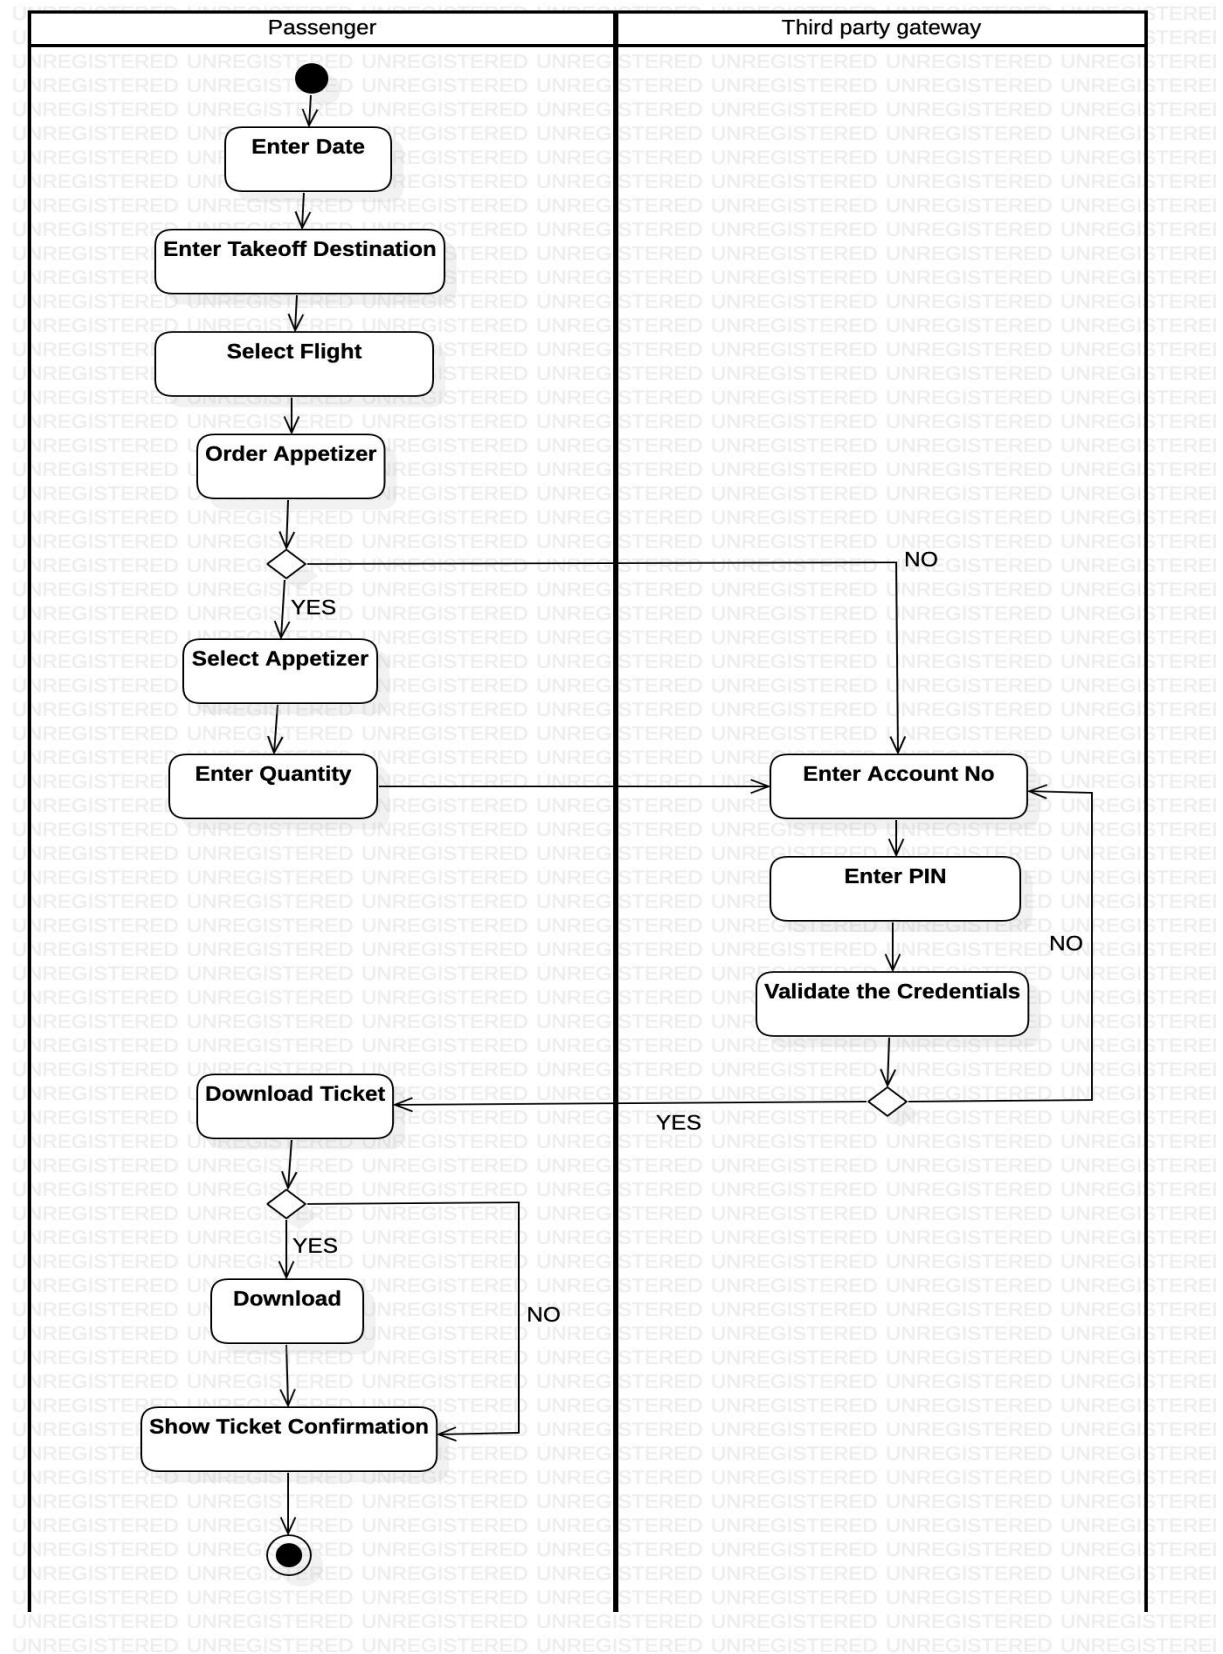 Passenger
Third party gateway
Enter Date
Enter Takeoff Destination
Select Flight
Order Appetizer
NO
YES
Select Appetizer
Enter Quantity
Enter Account No
Enter PIN
NO
Validate the Credentials
Download Ticket
YES
YES
Download
NO
Show Ticket Confirmation
UNREGISTERED